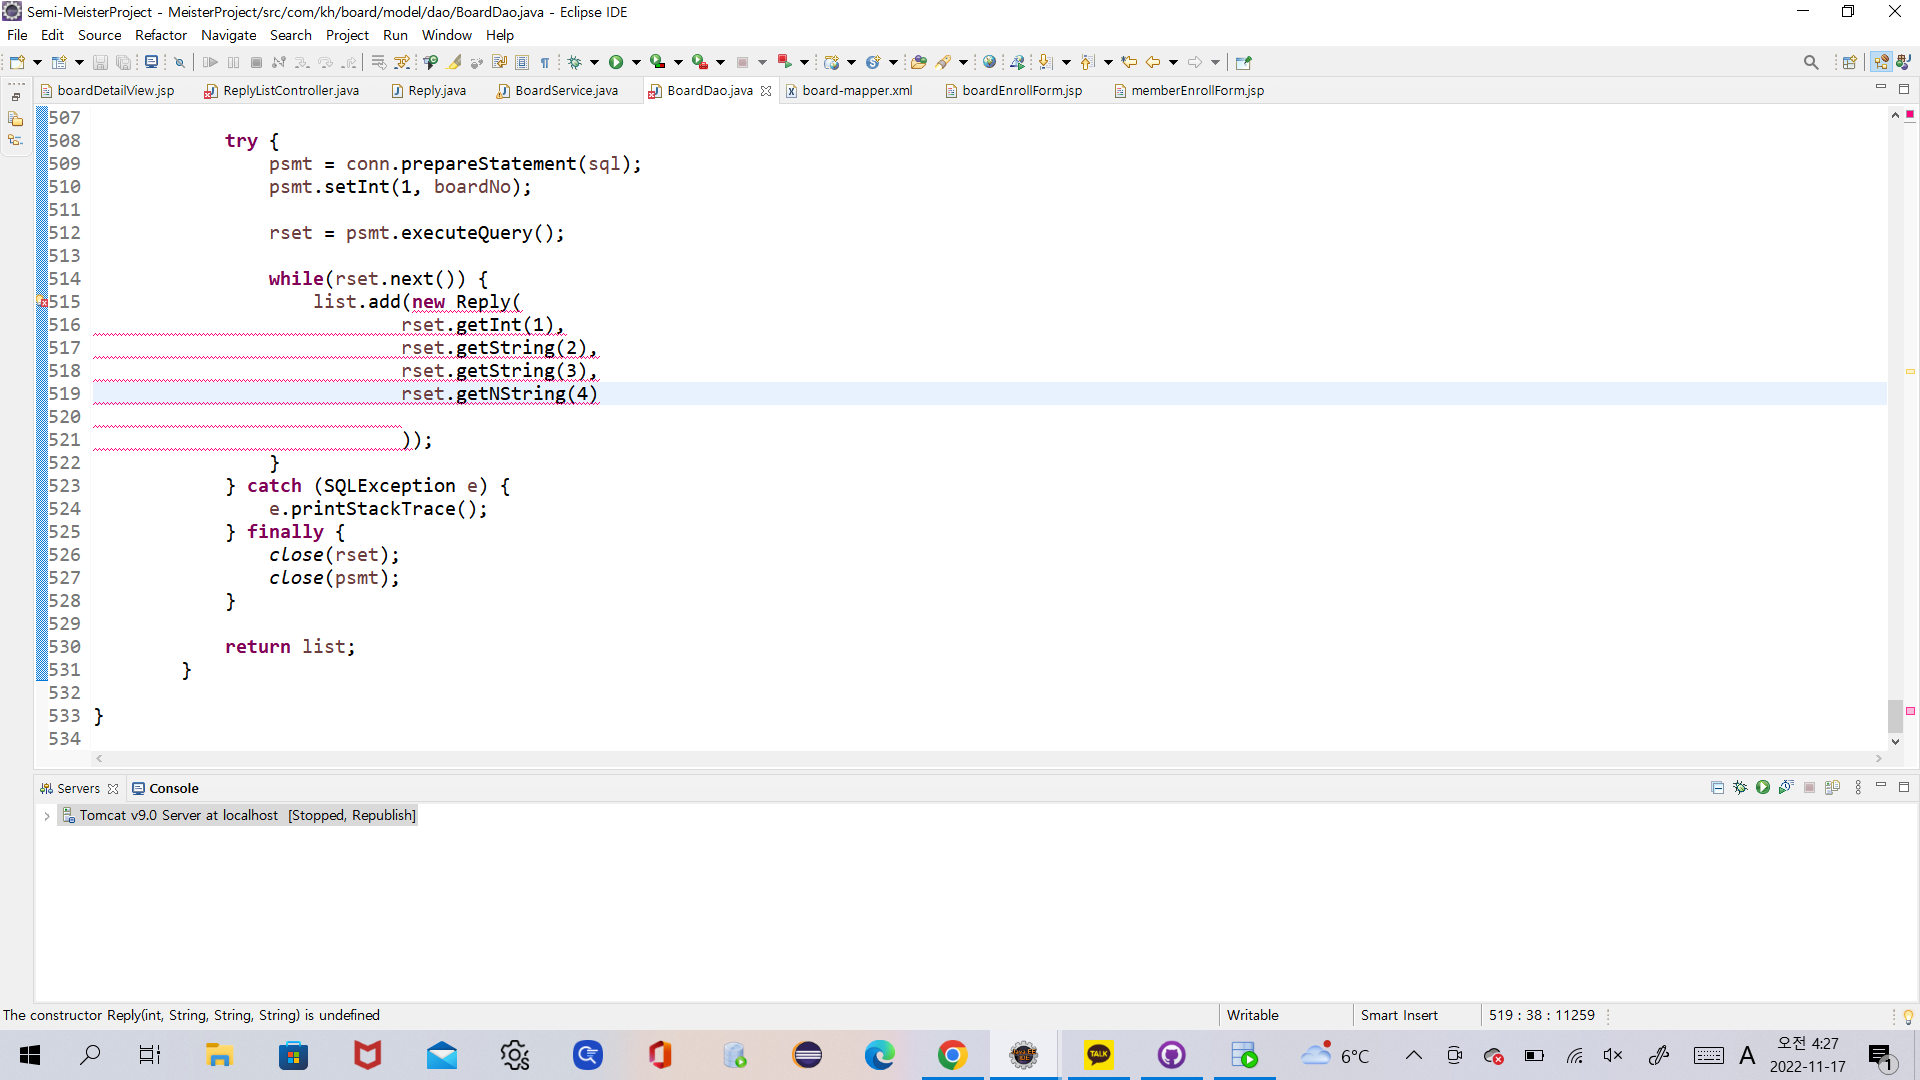 Semi-MeisterProject - MeisterProject/src/com/kh/board/model/dao/BoardDao.java - Eclipse IDE
File Edit Source Refactor Navigate Search Project Run Window Help
boardDetailView.jsp ReplyListController.java Reply.java BoardService.java BoardDao.java board-mapper.xml boardEnrollForm.jsp memberEnrollForm.jsp
507
508 try {
509 psmt = conn.prepareStatement(sql);
510 psmt.setInt(1, boardNo);
511
512 rset = psmt.executeQuery();
513
514 while(rset.next()) {
515 list.add(new Reply(
516 rset.getInt(1),
517 rset.getString(2),
518 rset.getString(3),
519 rset.getNString(4)
520
521 ));
522 }
523 } catch (SQLException e) {
524 e.printStackTrace();
525 } finally {
526 close(rset);
527 close(psmt);
528 }
529
530 return list;
531 }
532
533 }
534
Servers Console
Tomcat v9.0 Server at localhost [Stopped, Republish]
The constructor Reply(int, String, String, String) is undefined Writable Smart Insert 519 : 38 : 11259
TALK 6°C A 오전 4:27
2022-11-17 1